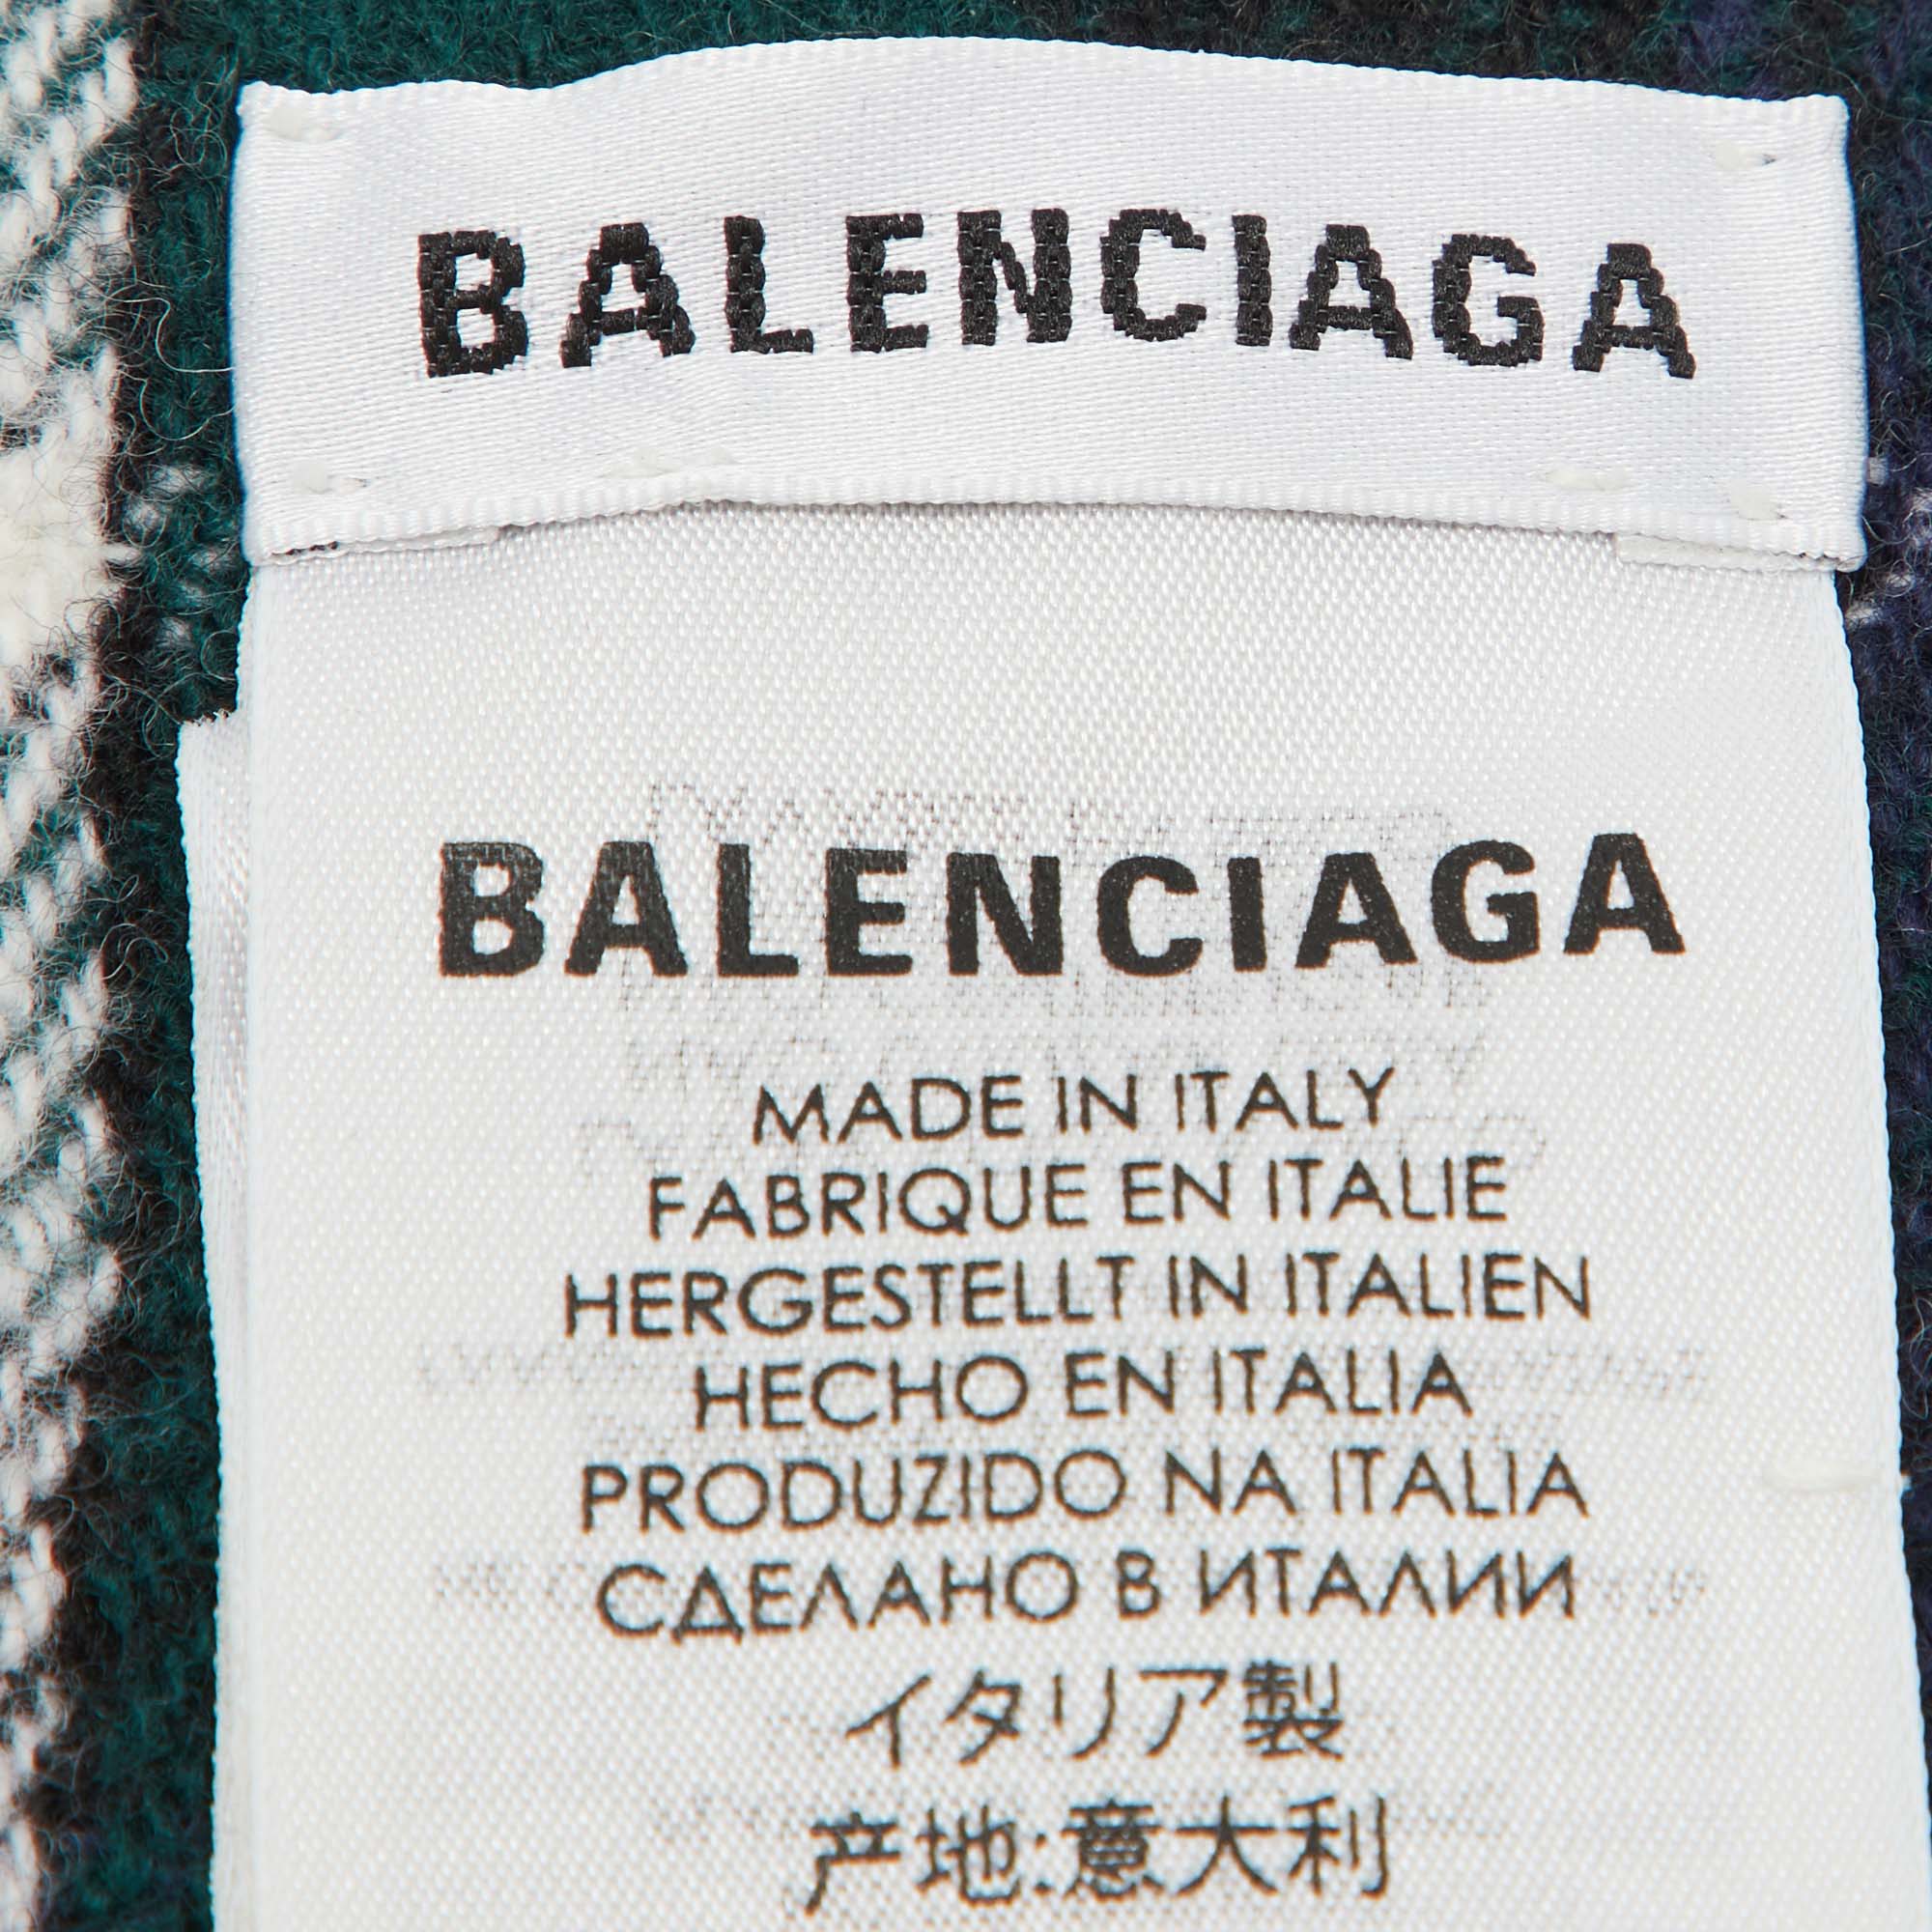 BALENCIAGA
BALENCIAGA
MADE IN ITALY
FABRIQUE EN ITALIE
HERGESTELLT IN ITALIEN
HECHO EN ITALIA
PRODUZIDO NA ITALIA
СДЕЛАНО В ИТАЛИИ
イタリア製
产地:意大利